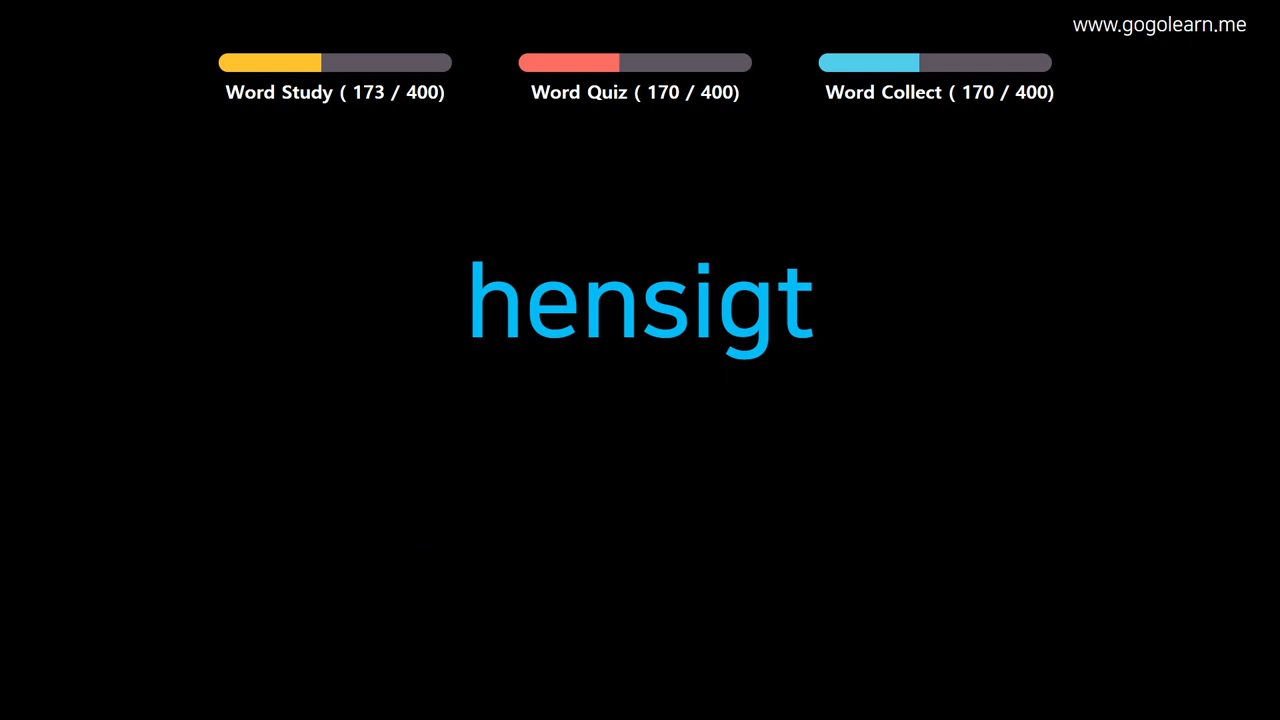 www.gogolearn.me
Word Study ( 173 / 400)
Word Quiz ( 170 / 400)
Word Collect ( 170 / 400)
hensigt